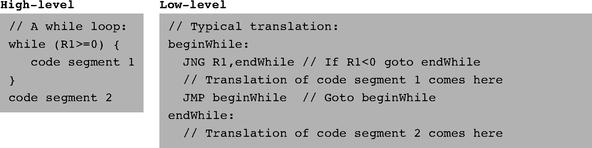 High-level
// A while loop:
while (R1>=0) {
   code segment 1
}
code segment 2
Low-level
// Typical translation:
beginWhile:
  JNG R1,endWhile // If R1<0 goto endWhile
  // Translation of code segment 1 comes here
  JMP beginWhile  // Goto beginWhile
endWhile:
  // Translation of code segment 2 comes here